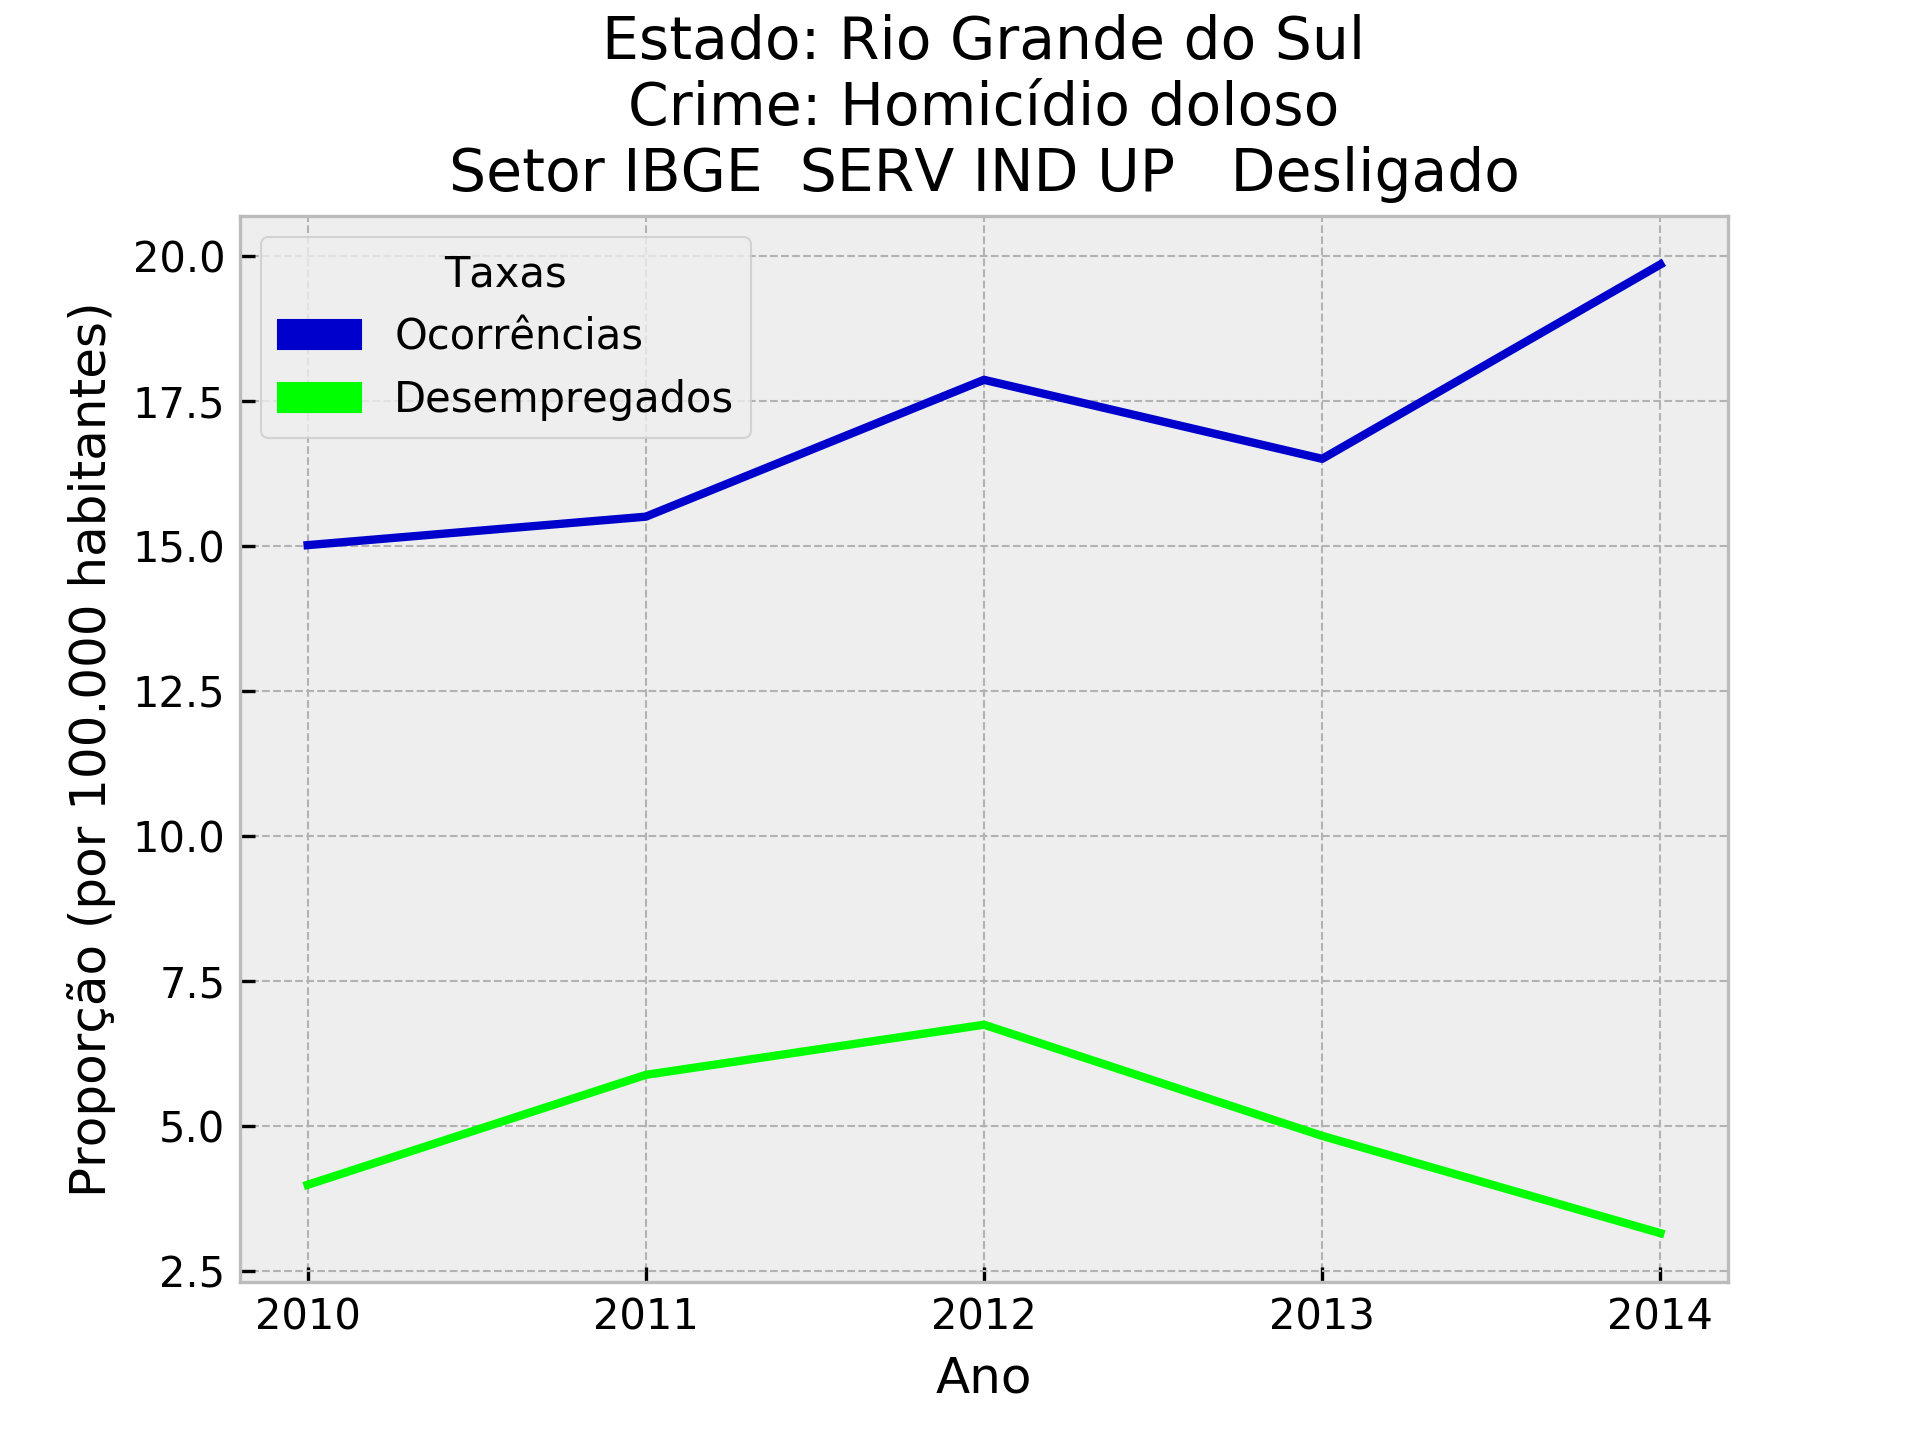 Estado: Rio Grande do Sul
Crime: Homicídio doloso
Setor IBGE  SERV IND UP   Desligado
Taxas
Ocorrências
Desempregados
Proporção (por 100.000 habitantes)
20.0
17.5
15.0
12.5
10.0
7.5
5.0
2.5
2010 2011 2012 2013 2014
Ano